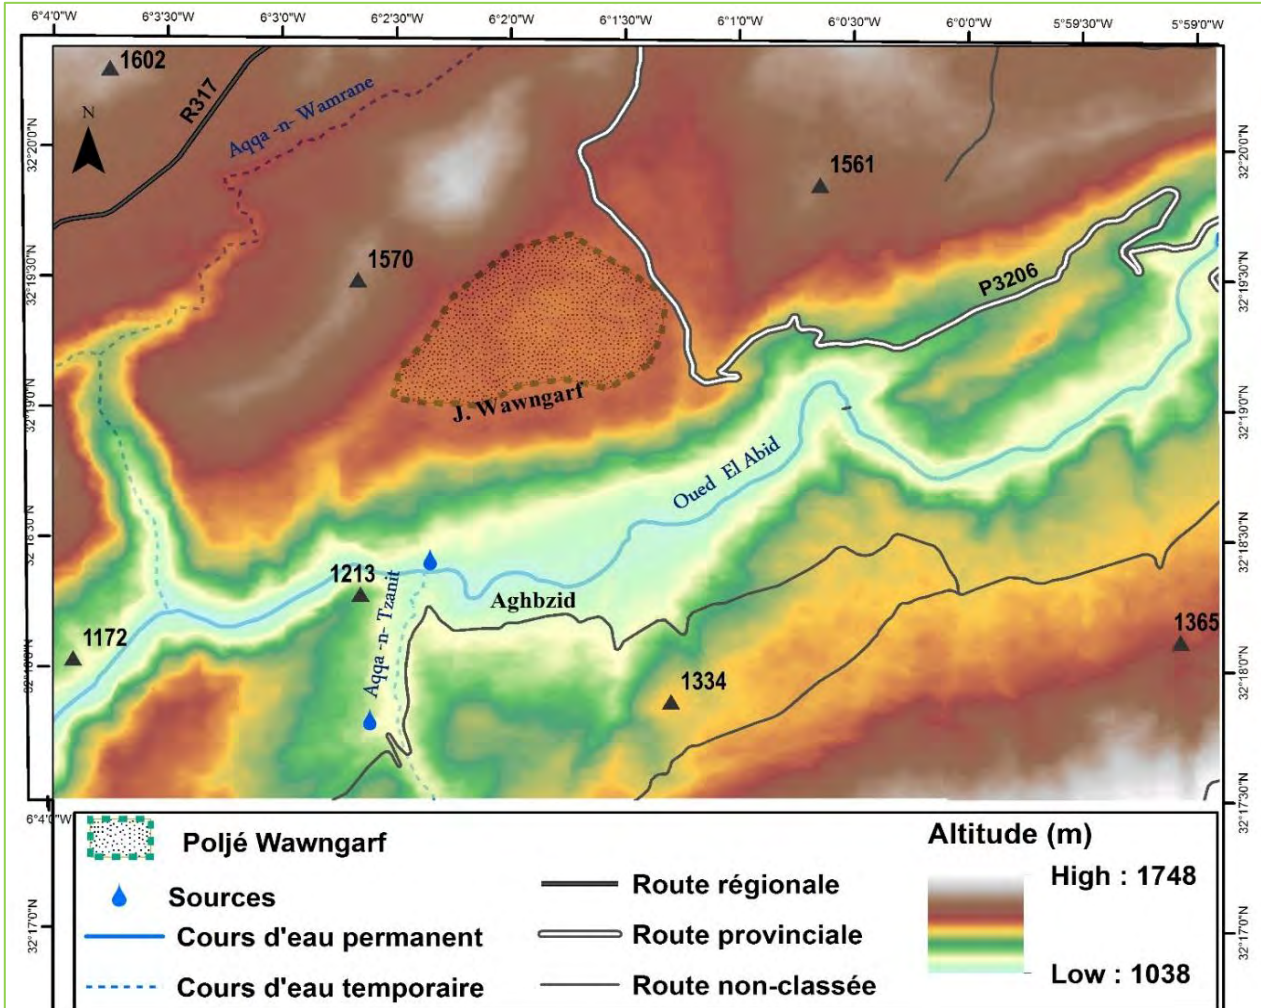 6°4'0"W 6°3'30"W 6°3'0"W 6°2'30"W 6°2'0"W 6°1'30"W 6°1'0"W 6°0'30"W 6°0'0"W 5°59'30"W 5°59'0"W
1602
R317
Aqqa -n- Wamrane
N
32°20'0"N
32°20'0"N
1561
1570
32°19'30"N
32°19'30"N
P3206
J. Wawngarf
32°19'0"N
32°19'0"N
Oued El Abid
32°18'30"N
32°18'30"N
1213
Aqqa -n- Tzanit
Aghbzid
1172
1365
32°18'0"N
32°18'0"N
1334
32°17'30"N
6°4'0"W
Poljé Wawngarf
Sources
Cours d'eau permanent
Cours d'eau temporaire
Route régionale
Route provinciale
Route non-classée
Altitude (m)
High : 1748
Low : 1038
32°17'0"N
32°17'0"N